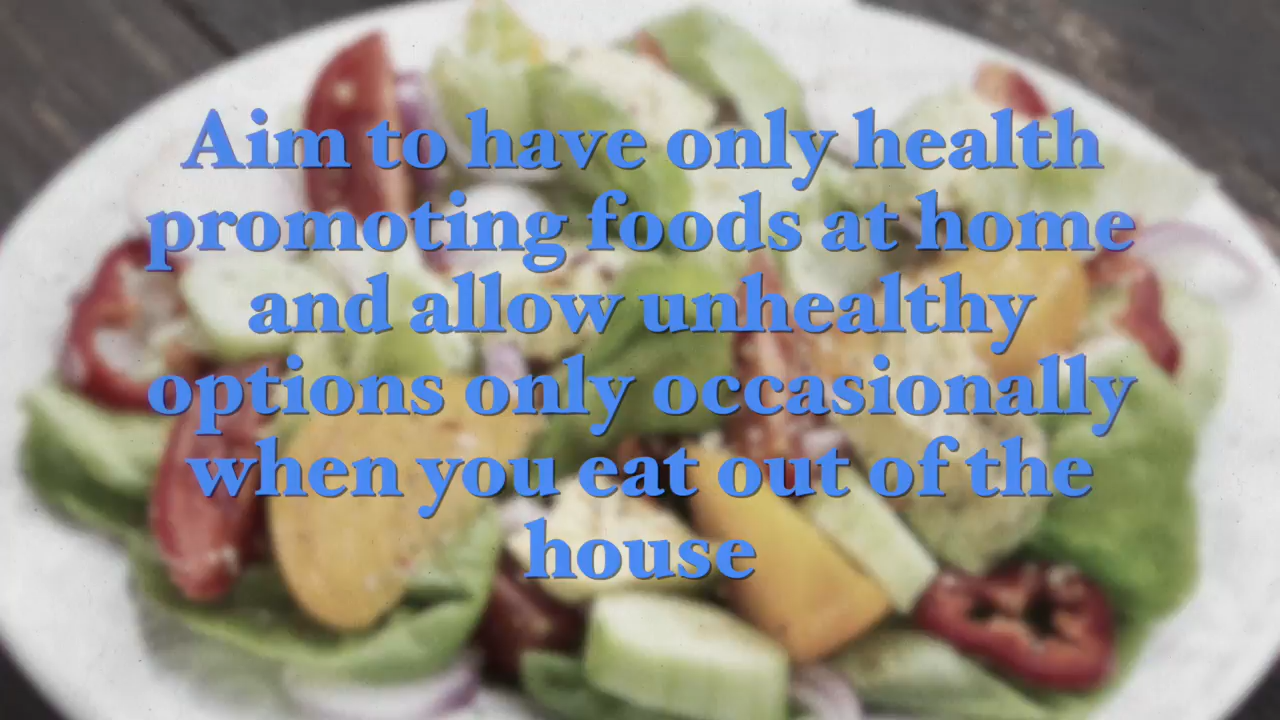 Aim to have only health
promoting foods at home
and allow unhealthy
options only occasionally
when you eat out of the
house